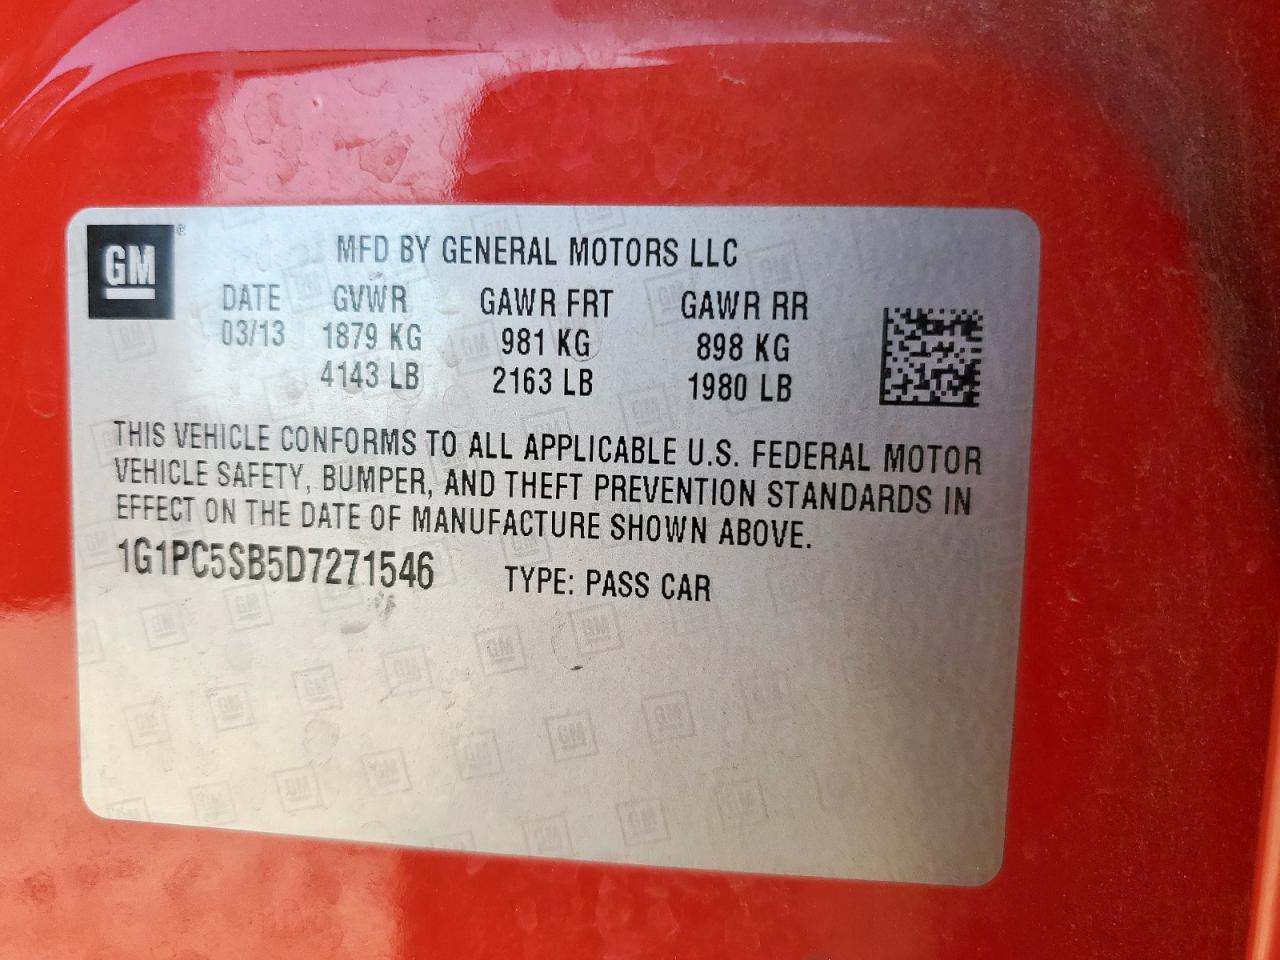 GM ®
MFD BY GENERAL MOTORS LLC
DATE GVWR GAWR FRT GAWR RR
03/13 1879 KG 981 KG 898 KG
4143 LB 2163 LB 1980 LB
THIS VEHICLE CONFORMS TO ALL APPLICABLE U.S. FEDERAL MOTOR
VEHICLE SAFETY, BUMPER, AND THEFT PREVENTION STANDARDS IN
EFFECT ON THE DATE OF MANUFACTURE SHOWN ABOVE.
1G1PC5SB5D7271546 TYPE: PASS CAR